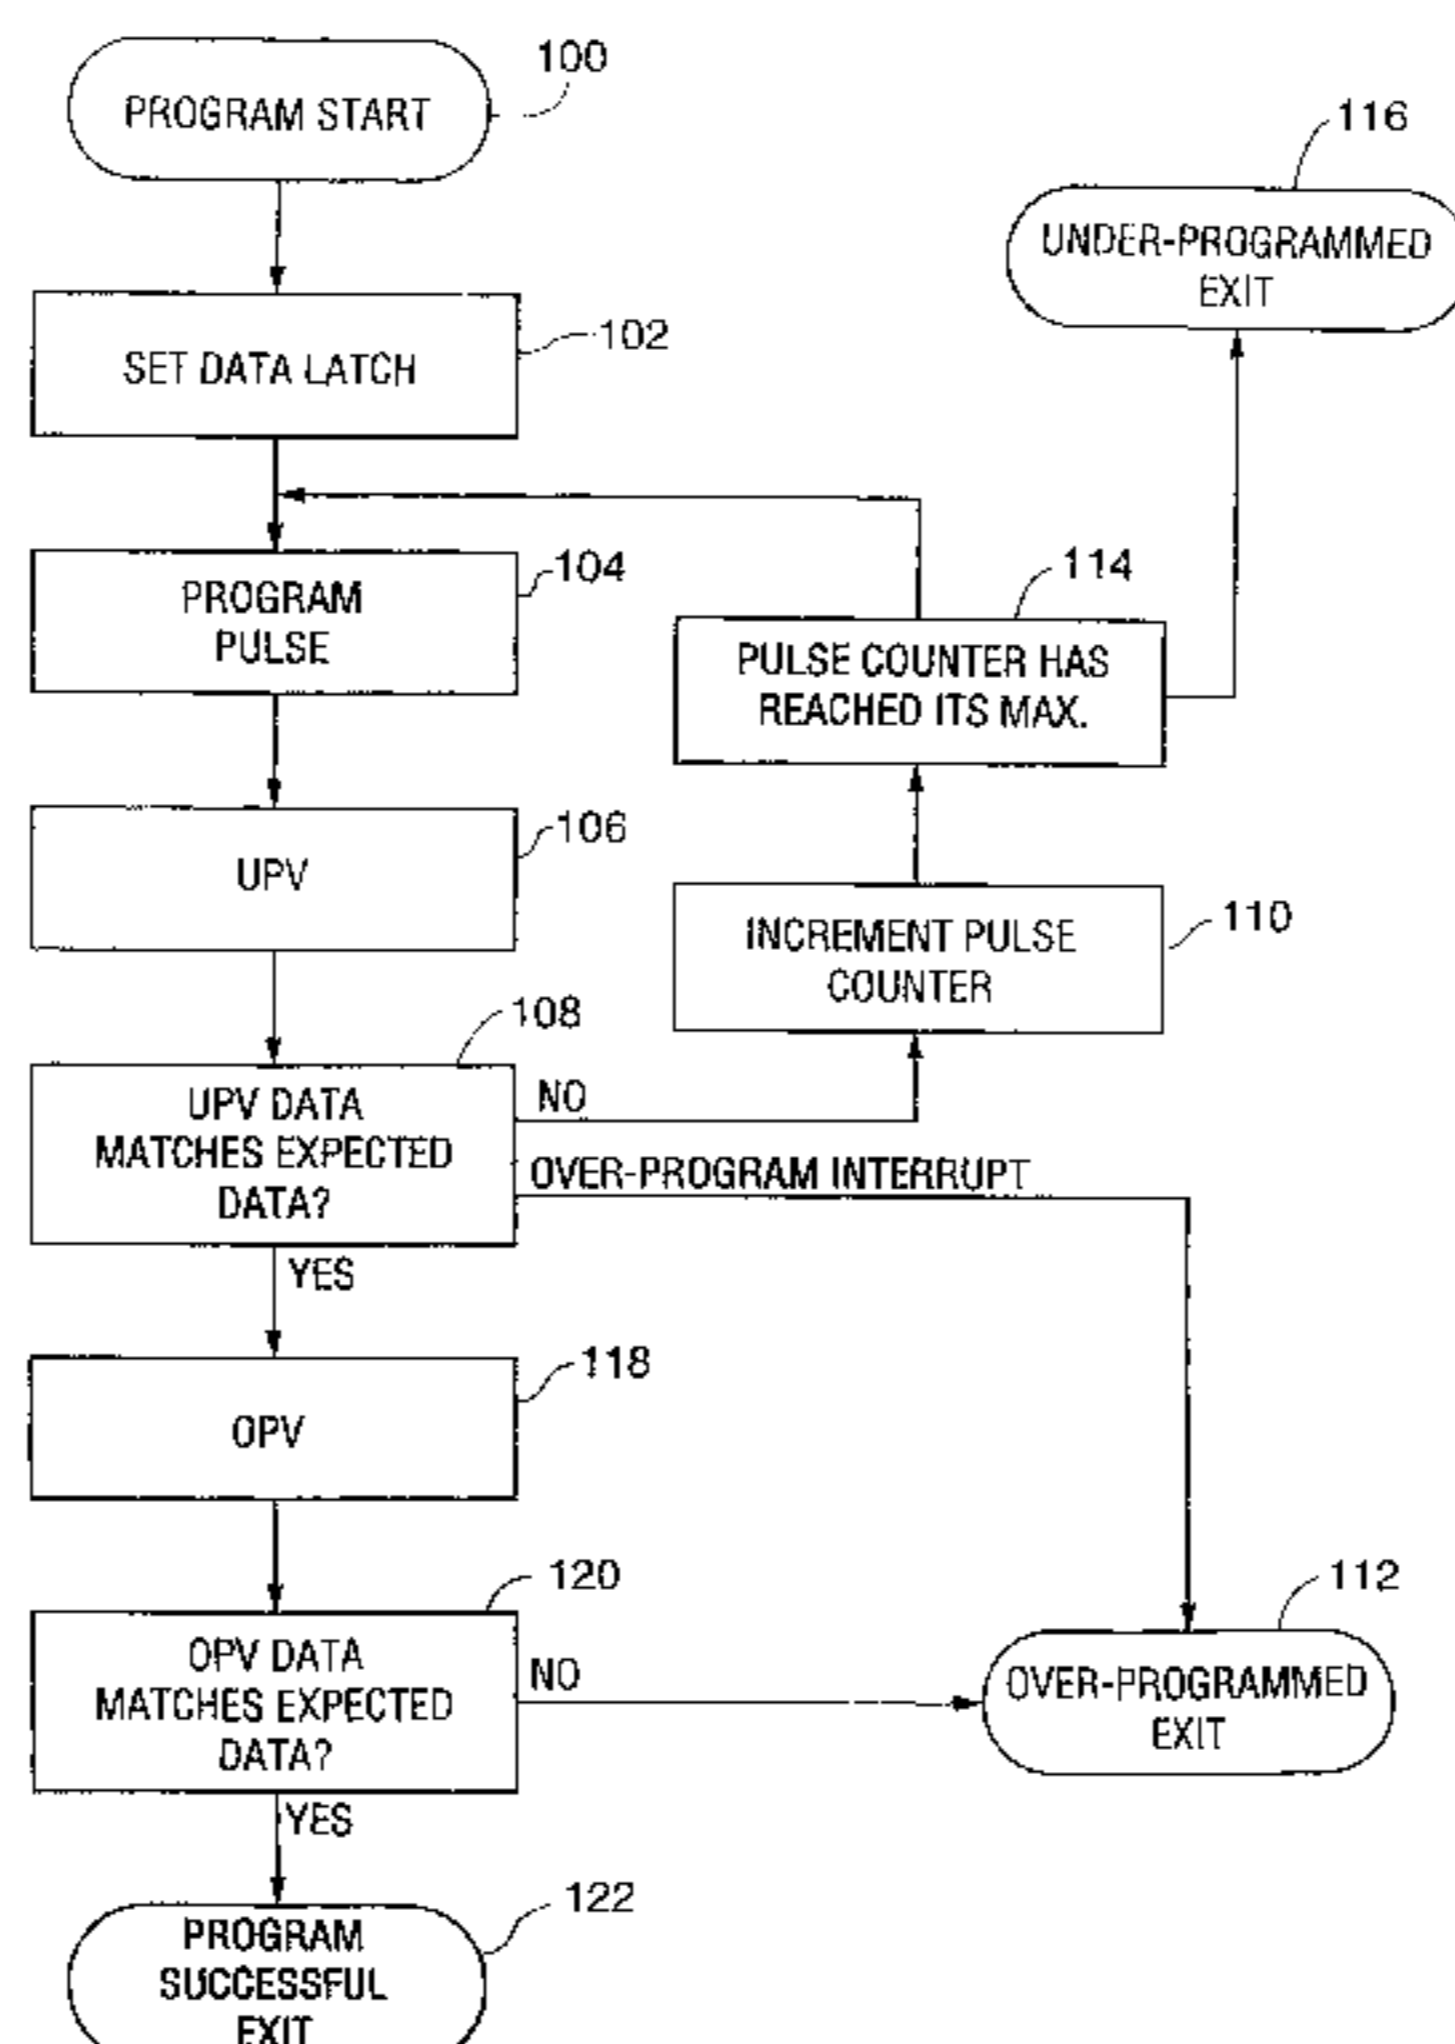 PROGRAM START
100
116
UNDER-PROGRAMMED
EXIT
SET DATA LATCH
102
PROGRAM
PULSE
104
114
PULSE COUNTER HAS
REACHED ITS MAX.
UPV
106
INCREMENT PULSE
COUNTER
110
108
UPV DATA
MATCHES EXPECTED
DATA?
NO
OVER-PROGRAM INTERRUPT
YES
OPV
118
120
OPV DATA
MATCHES EXPECTED
DATA?
NO
112
OVER-PROGRAMMED
EXIT
YES
122
PROGRAM
SUCCESSFUL
EXIT